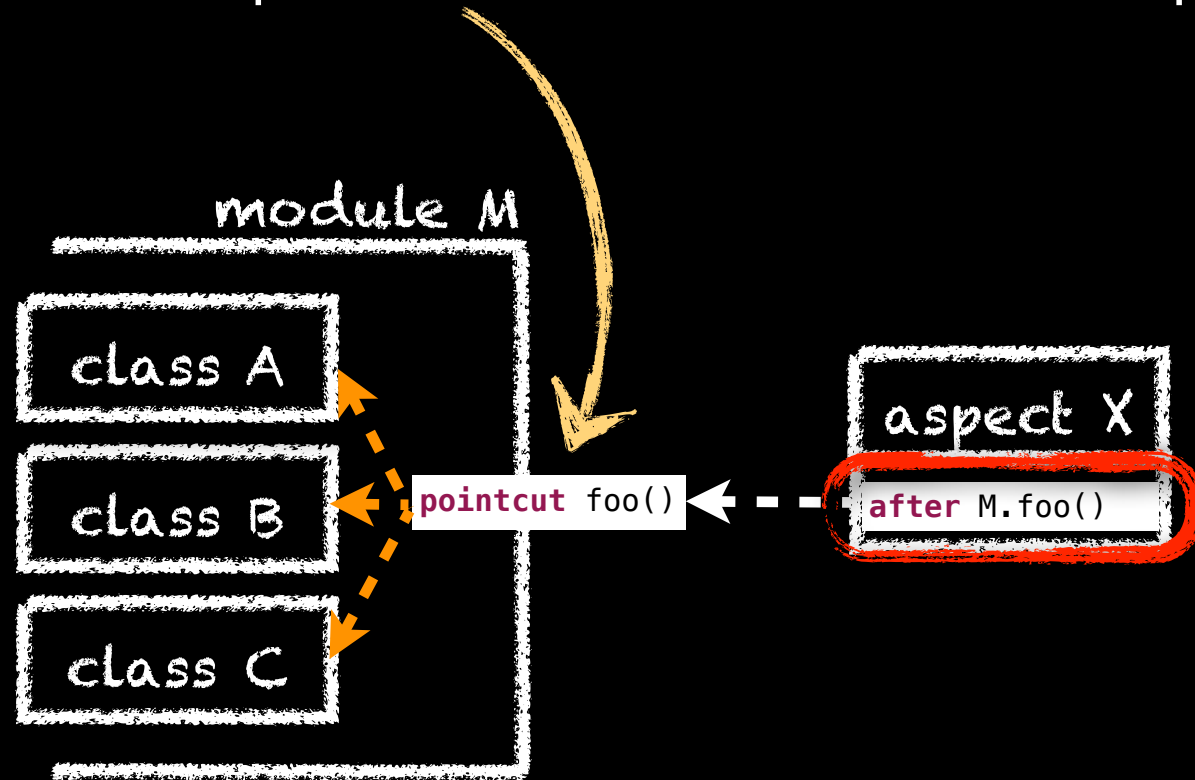 module M
class A
aspect X
pointcut foo()
after M.foo()
class B
class C